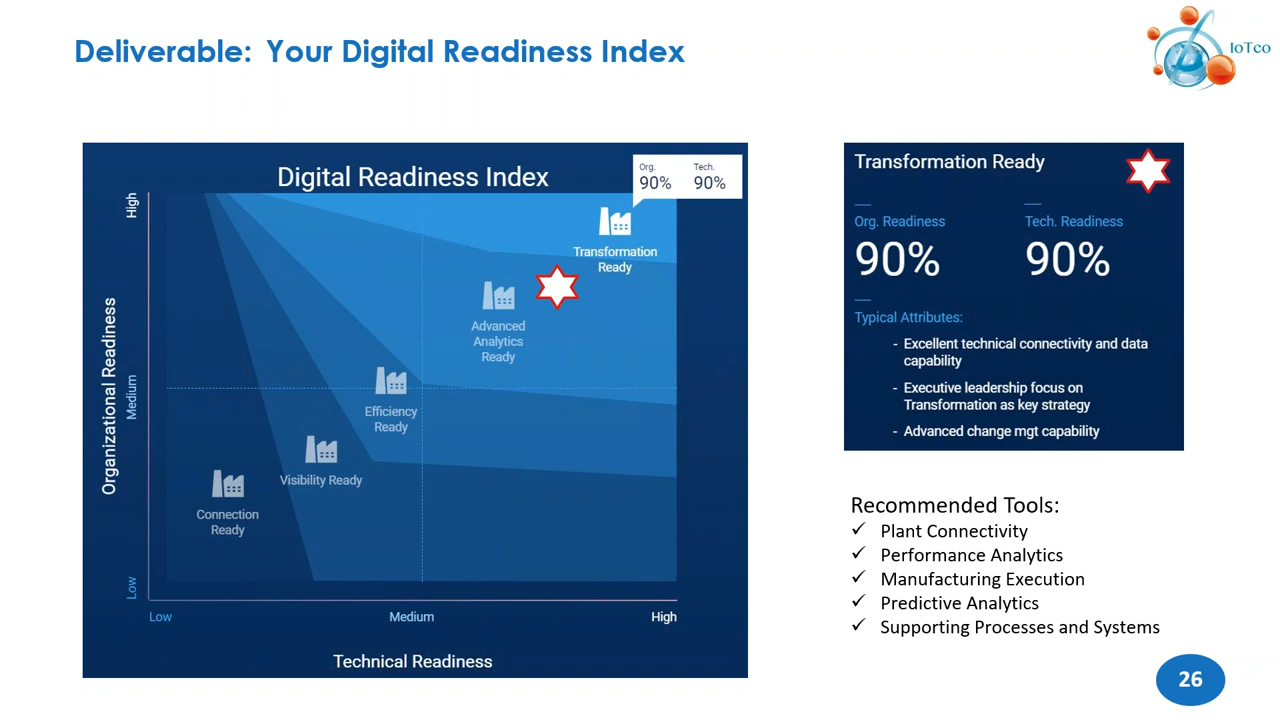 Deliverable: Your Digital Readiness Index
IoTco
Digital Readiness Index
Org. Tech.
90% 90%
High
Medium
Low
Organizational Readiness
Transformation
Ready
Advanced
Analytics
Ready
Efficiency
Ready
Visibility Ready
Connection
Ready
Low Medium High
Technical Readiness
Transformation Ready
Org. Readiness Tech. Readiness
90% 90%
Typical Attributes:
- Excellent technical connectivity and data
capability
- Executive leadership focus on
Transformation as key strategy
- Advanced change mgt capability
Recommended Tools:
✓ Plant Connectivity
✓ Performance Analytics
✓ Manufacturing Execution
✓ Predictive Analytics
✓ Supporting Processes and Systems
26